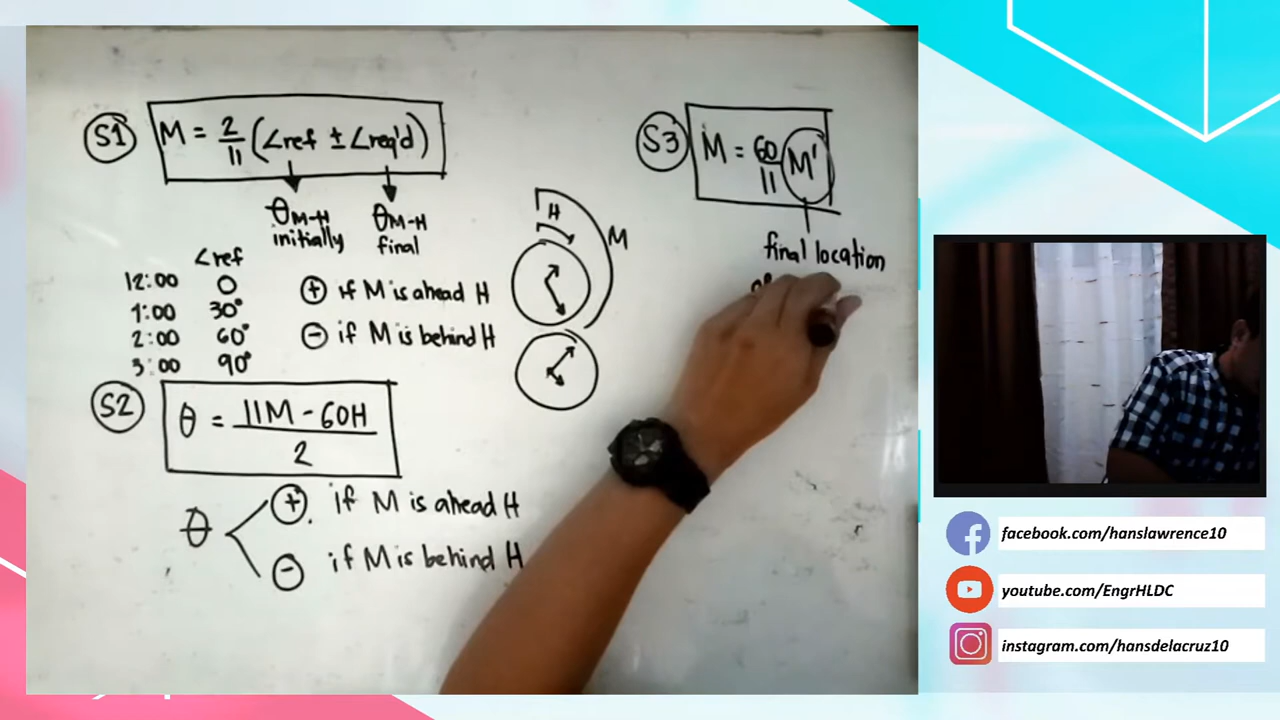 S1
M = 2/11 (∠ref ± ∠req'd)
θM-H initially
θM-H final
∠ref
12:00 0
1:00 30°
2:00 60°
3:00 90°
+ if M is ahead H
- if M is behind H
H
M
S2
θ = 11M - 60H / 2
θ
+ if M is ahead H
- if M is behind H
S3
M = 60/11 M'
final location
facebook.com/hanslawrence10
youtube.com/EngrHLDC
instagram.com/hansdelacruz10